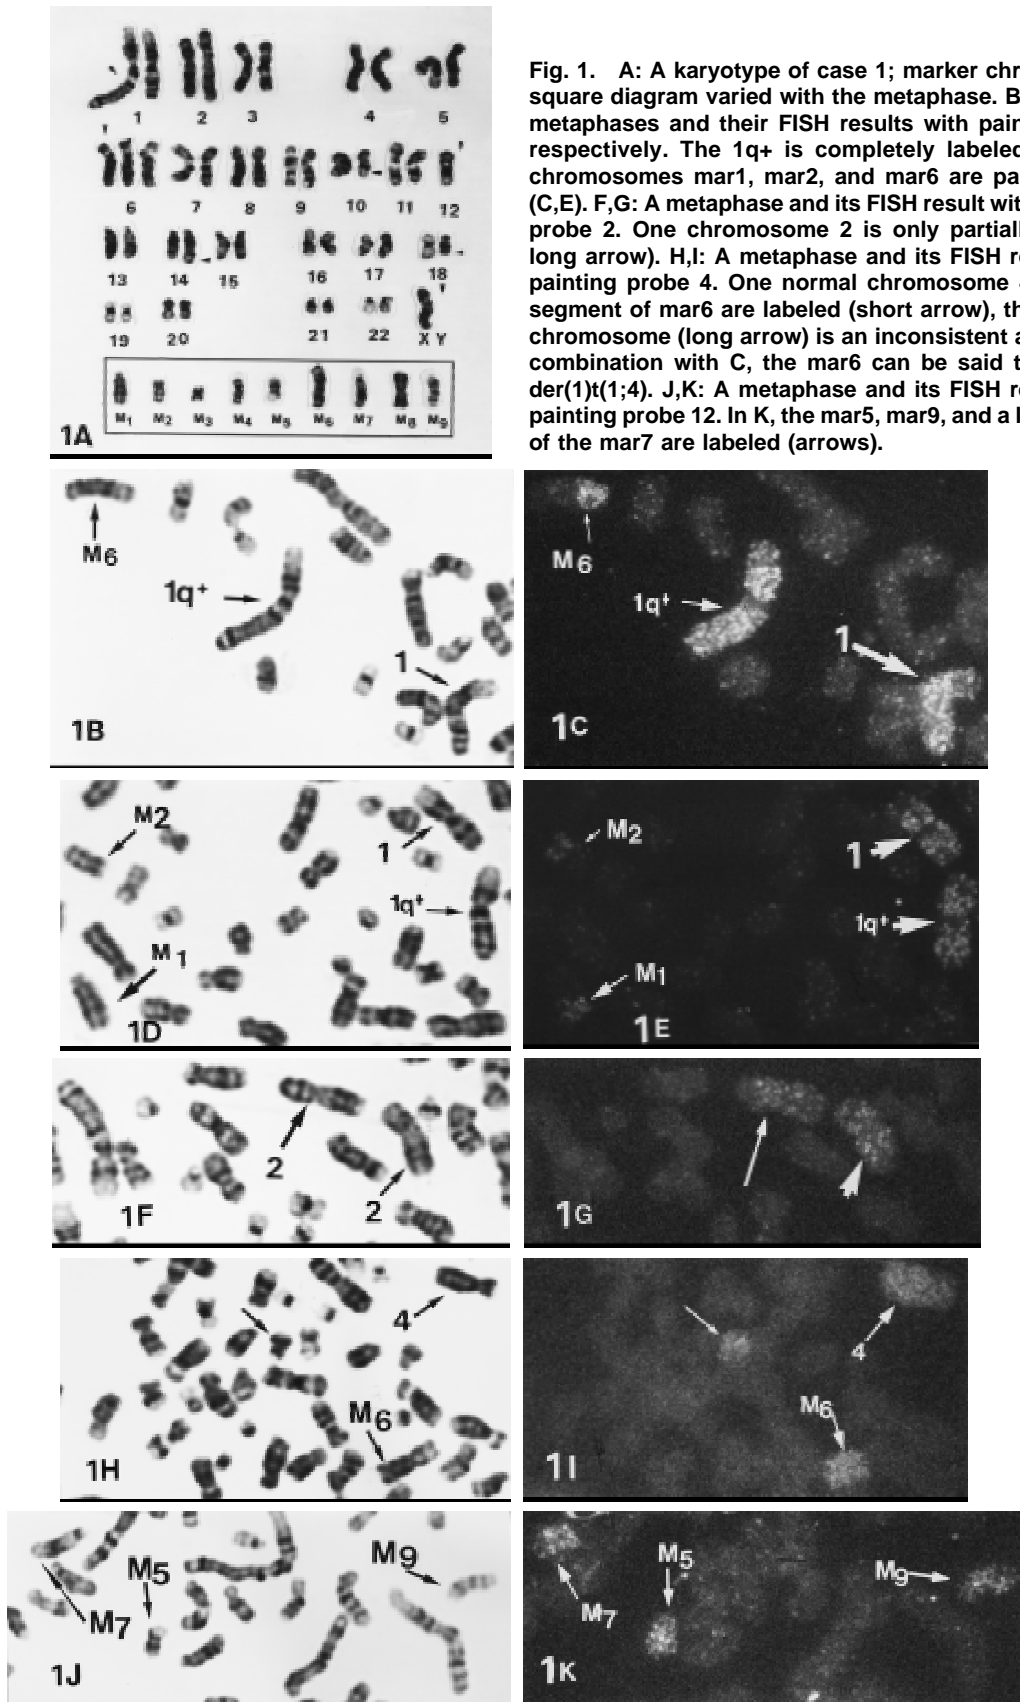 Fig. 1. A: A karyotype of case 1; marker chr
square diagram varied with the metaphase. B
metaphases and their FISH results with pain
respectively. The 1q+ is completely labeled
chromosomes mar1, mar2, and mar6 are pa
(C,E). F,G: A metaphase and its FISH result wit
probe 2. One chromosome 2 is only partiall
long arrow). H,I: A metaphase and its FISH r
painting probe 4. One normal chromosome
segment of mar6 are labeled (short arrow), th
chromosome (long arrow) is an inconsistent a
combination with C, the mar6 can be said t
der(1)t(1;4). J,K: A metaphase and its FISH r
painting probe 12. In K, the mar5, mar9, and a l
of the mar7 are labeled (arrows).
1 2 3 4 5
6 7 8 9 10 11 12
13 14 15 16 17 18
19 20 21 22 X Y
M1 M2 M3 M4 M5 M6 M7 M8 M9
1A
M6
1q+
1
1B
M6
1q+
1
1C
M2
1
1q+
M1
1D
M2
1
1q+
M1
1E
2
2
1F
1G
4
M6
1H
4
M6
1I
M9
M5
M7
1J
M5
M9
M7
1K